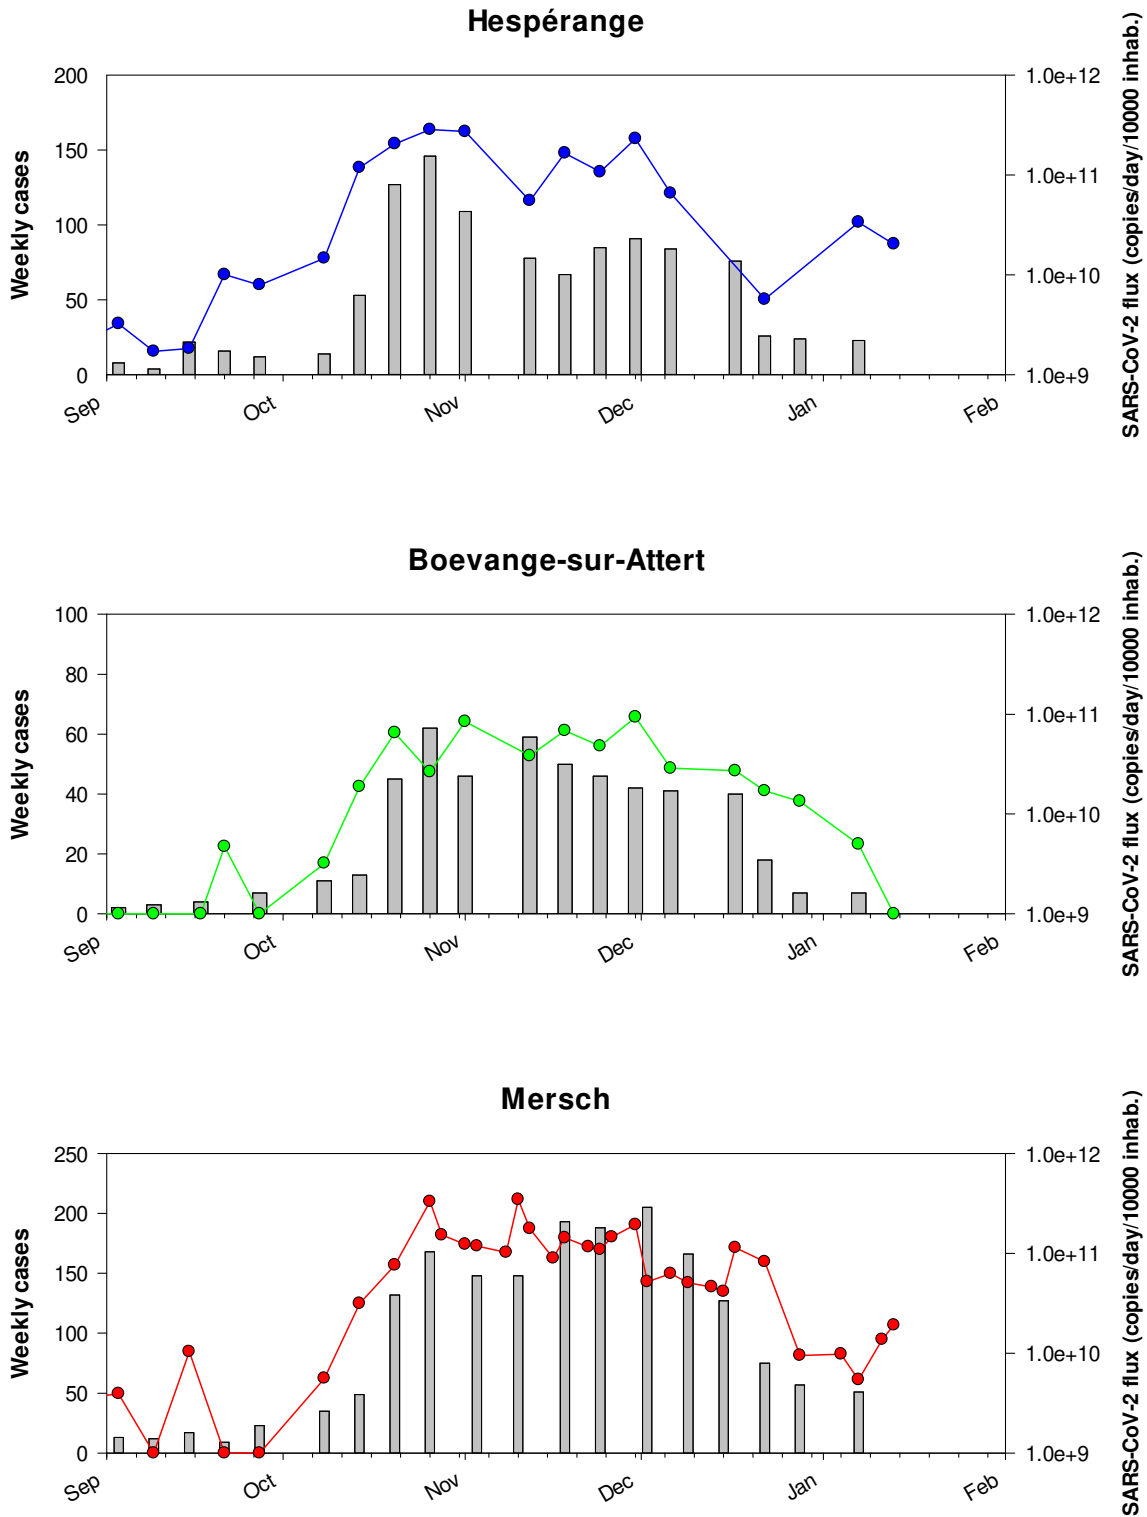 Hespérange
Weekly cases
200
150
100
50
0
1.0e+12
1.0e+11
1.0e+10
1.0e+9
SARS-CoV-2 flux (copies/day/10000 inhab.)
Sep
Oct
Nov
Dec
Jan
Feb
Boevange-sur-Attert
Weekly cases
100
80
60
40
20
0
1.0e+12
1.0e+11
1.0e+10
1.0e+9
SARS-CoV-2 flux (copies/day/10000 inhab.)
Sep
Oct
Nov
Dec
Jan
Feb
Mersch
Weekly cases
250
200
150
100
50
0
1.0e+12
1.0e+11
1.0e+10
1.0e+9
SARS-CoV-2 flux (copies/day/10000 inhab.)
Sep
Oct
Nov
Dec
Jan
Feb